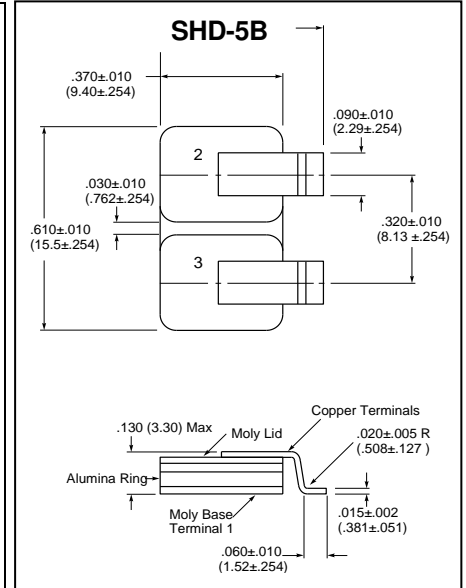 SHD-5B
.370±.010
(9.40±.254)
.090±.010
(2.29±.254)
2
.030±.010
(.762±.254)
.610±.010
(15.5±.254)
.320±.010
(8.13 ±.254)
3
Copper Terminals
.130 (3.30) Max
Moly Lid
.020±.005 R
(.508±.127 )
Alumina Ring
Moly Base
Terminal 1
.015±.002
(.381±.051)
.060±.010
(1.52±.254)